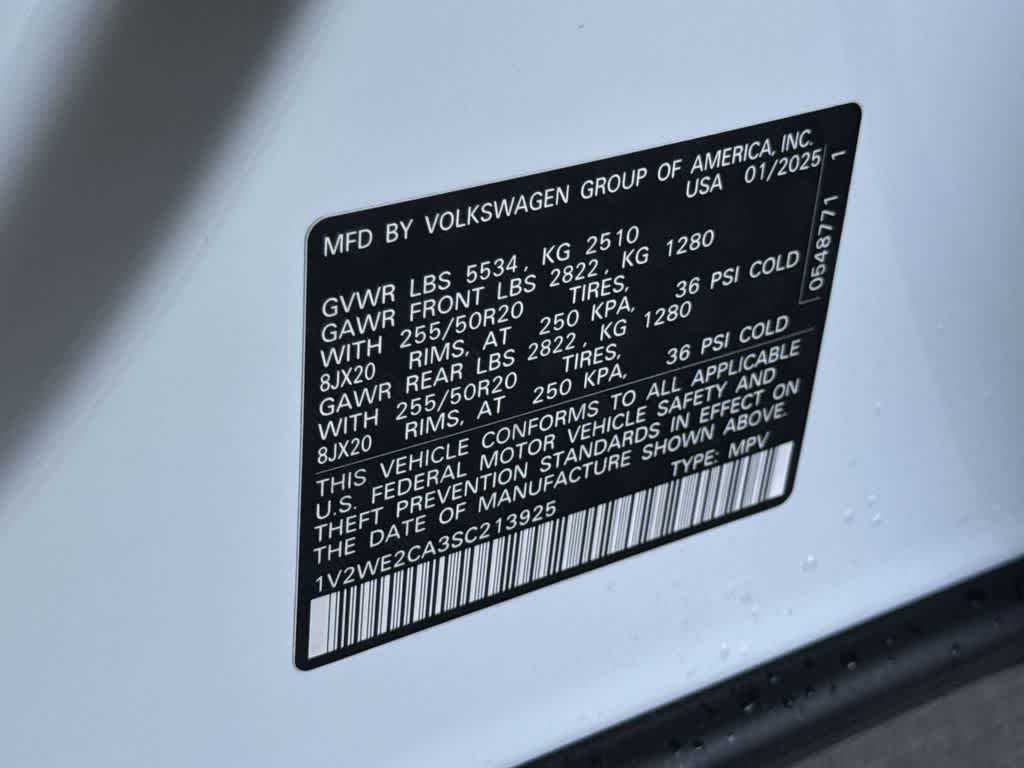 MFD BY VOLKSWAGEN GROUP OF AMERICA, INC.
USA 01/2025
GVWR LBS 5534, KG 2510
GAWR FRONT LBS 2822, KG 1280
WITH 255/50R20 TIRES,
8JX20 RIMS, AT 250 KPA, 36 PSI COLD
GAWR REAR LBS 2822, KG 1280
WITH 255/50R20 TIRES,
8JX20 RIMS, AT 250 KPA, 36 PSI COLD
THIS VEHICLE CONFORMS TO ALL APPLICABLE
U.S. FEDERAL MOTOR VEHICLE SAFETY AND
THEFT PREVENTION STANDARDS IN EFFECT ON
THE DATE OF MANUFACTURE SHOWN ABOVE.
1V2WE2CA3SC213925 TYPE: MPV
0548771 1